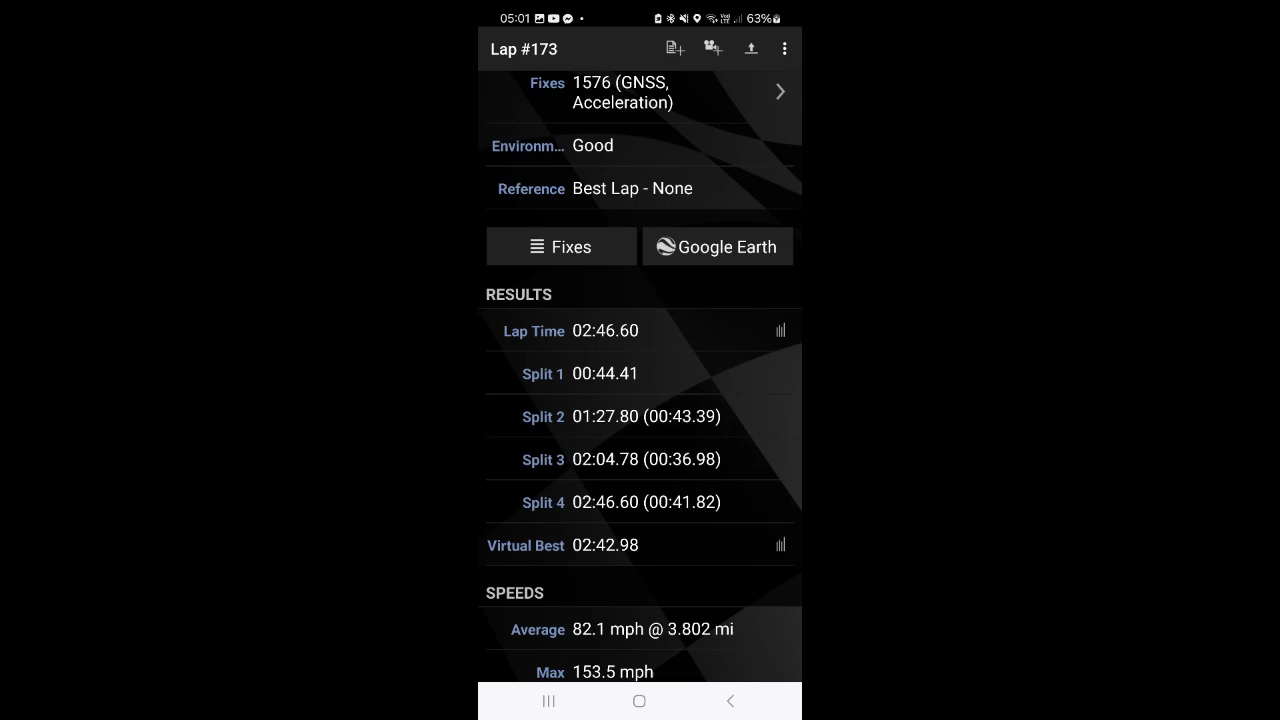 05:01 63%
Lap #173
Fixes 1576 (GNSS,
Acceleration)
Environm... Good
Reference Best Lap - None
Fixes Google Earth
RESULTS
Lap Time 02:46.60
Split 1 00:44.41
Split 2 01:27.80 (00:43.39)
Split 3 02:04.78 (00:36.98)
Split 4 02:46.60 (00:41.82)
Virtual Best 02:42.98
SPEEDS
Average 82.1 mph @ 3.802 mi
Max 153.5 mph